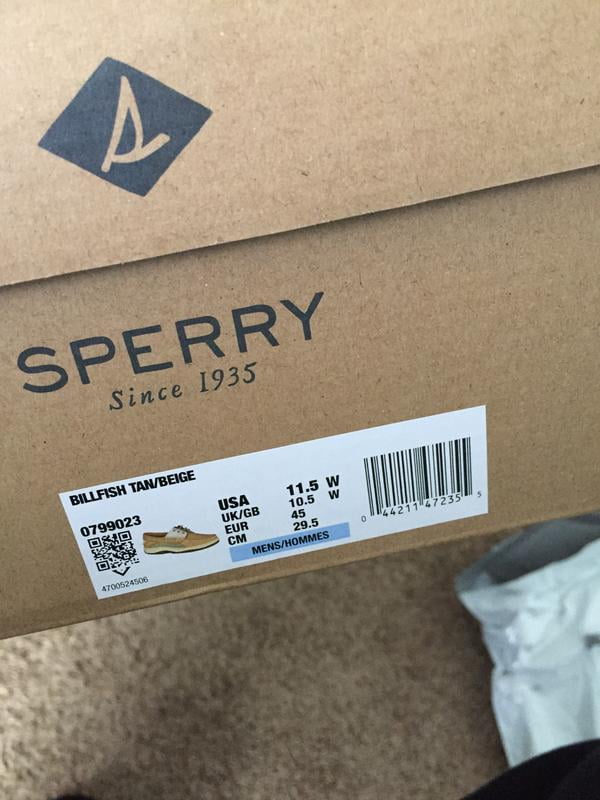 SPERRY
Since 1935
BILLFISH TAN/BEIGE
0799023
4700524506
USA 11.5 W
UK/GB 10.5 W
EUR 45
CM 29.5
MENS/HOMMES
0 44211 47235 5